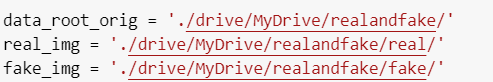 data_root_orig = './drive/MyDrive/realandfake/'
real_img = './drive/MyDrive/realandfake/real/'
fake_img = './drive/MyDrive/realandfake/fake/'